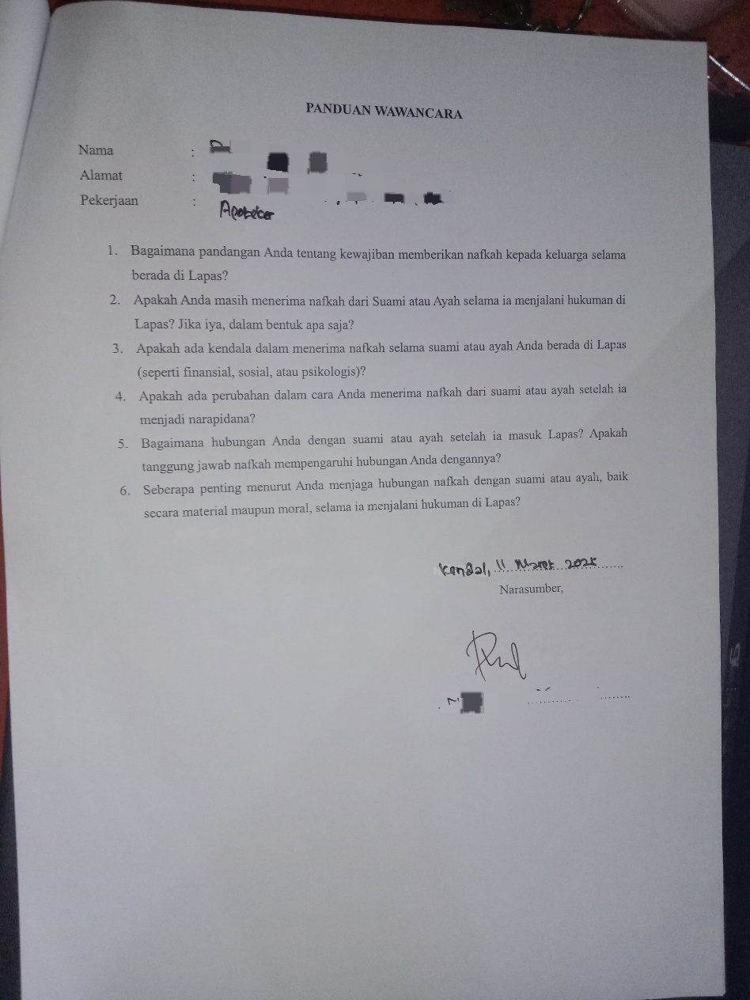 PANDUAN WAWANCARA
Nama :
Alamat :
Pekerjaan : Apoteker
1. Bagaimana pandangan Anda tentang kewajiban memberikan nafkah kepada keluarga selama
berada di Lapas?
2. Apakah Anda masih menerima nafkah dari Suami atau Ayah selama ia menjalani hukuman di
Lapas? Jika iya, dalam bentuk apa saja?
3. Apakah ada kendala dalam menerima nafkah selama suami atau ayah Anda berada di Lapas
(seperti finansial, sosial, atau psikologis)?
4. Apakah ada perubahan dalam cara Anda menerima nafkah dari suami atau ayah setelah ia
menjadi narapidana?
5. Bagaimana hubungan Anda dengan suami atau ayah setelah ia masuk Lapas? Apakah
tanggung jawab nafkah mempengaruhi hubungan Anda dengannya?
6. Seberapa penting menurut Anda menjaga hubungan nafkah dengan suami atau ayah, baik
secara material maupun moral, selama ia menjalani hukuman di Lapas?
Kendal, 11 Maret 2025
Narasumber,